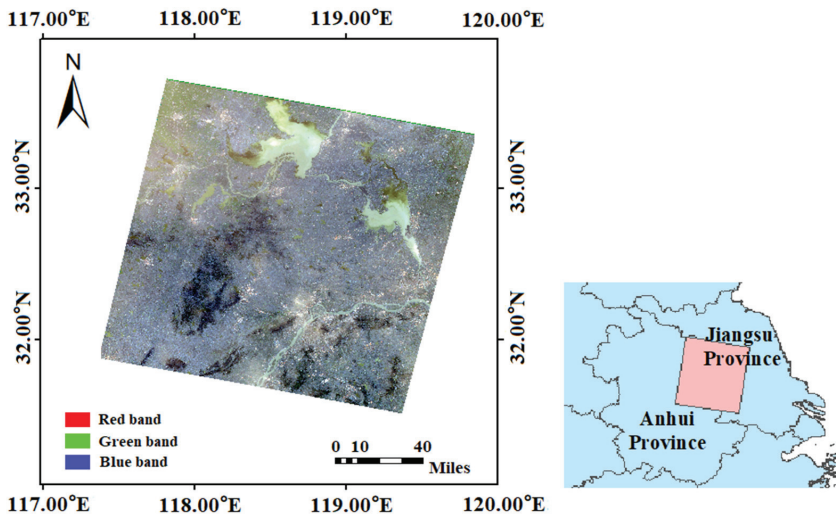 117.00°E 118.00°E 119.00°E 120.00°E
N
33.00°N
32.00°N
33.00°N
32.00°N
Red band
Green band
Blue band
0 10 40
Miles
117.00°E 118.00°E 119.00°E 120.00°E
Jiangsu
Province
Anhui
Province